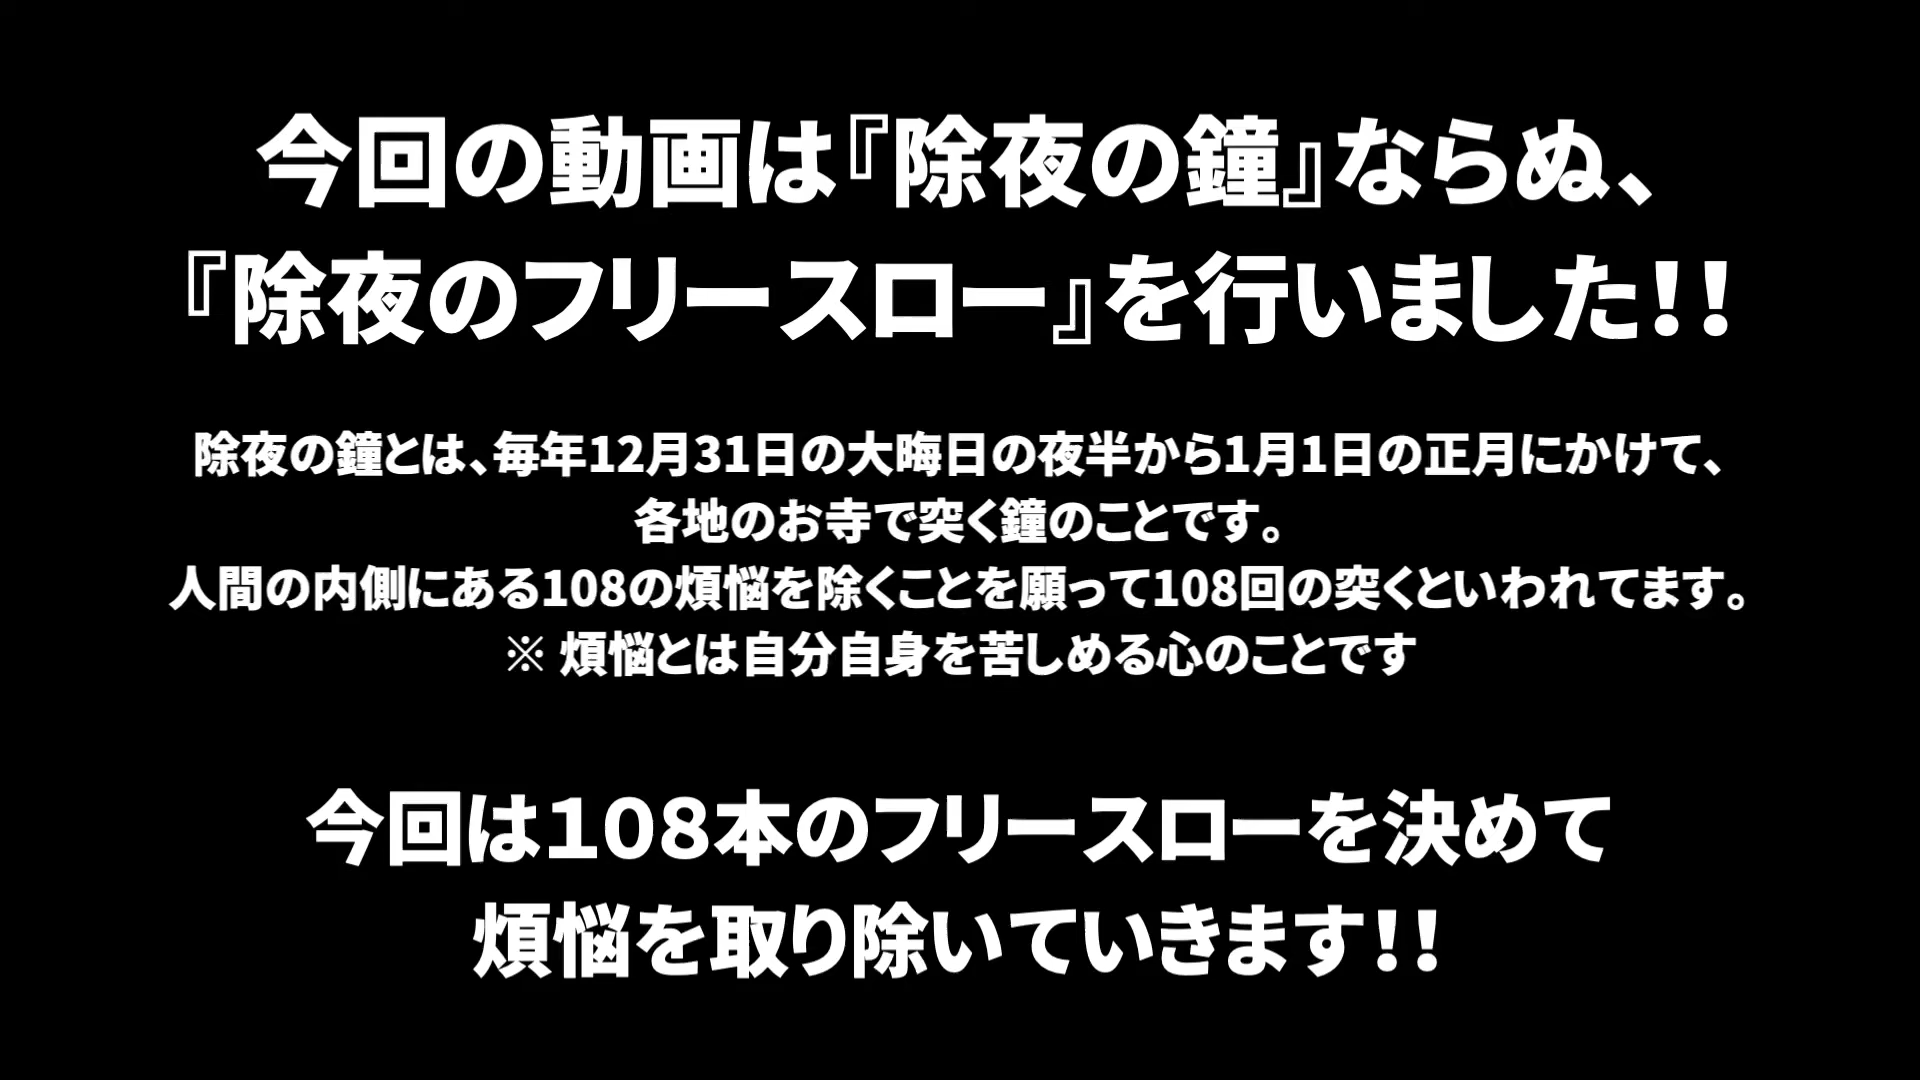 今回の動画は『除夜の鐘』ならぬ、
『除夜のフリースロー』を行いました！！
除夜の鐘とは、毎年12月31日の大晦日の夜半から1月1日の正月にかけて、
各地のお寺で突く鐘のことです。
人間の内側にある108の煩悩を除くことを願って108回の突くといわれてます。
※ 煩悩とは自分自身を苦しめる心のことです
今回は１０８本のフリースローを決めて
煩悩を取り除いていきます！！